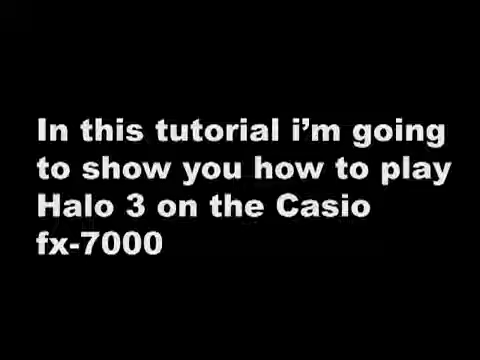 In this tutorial i’m going
to show you how to play
Halo 3 on the Casio
fx-7000